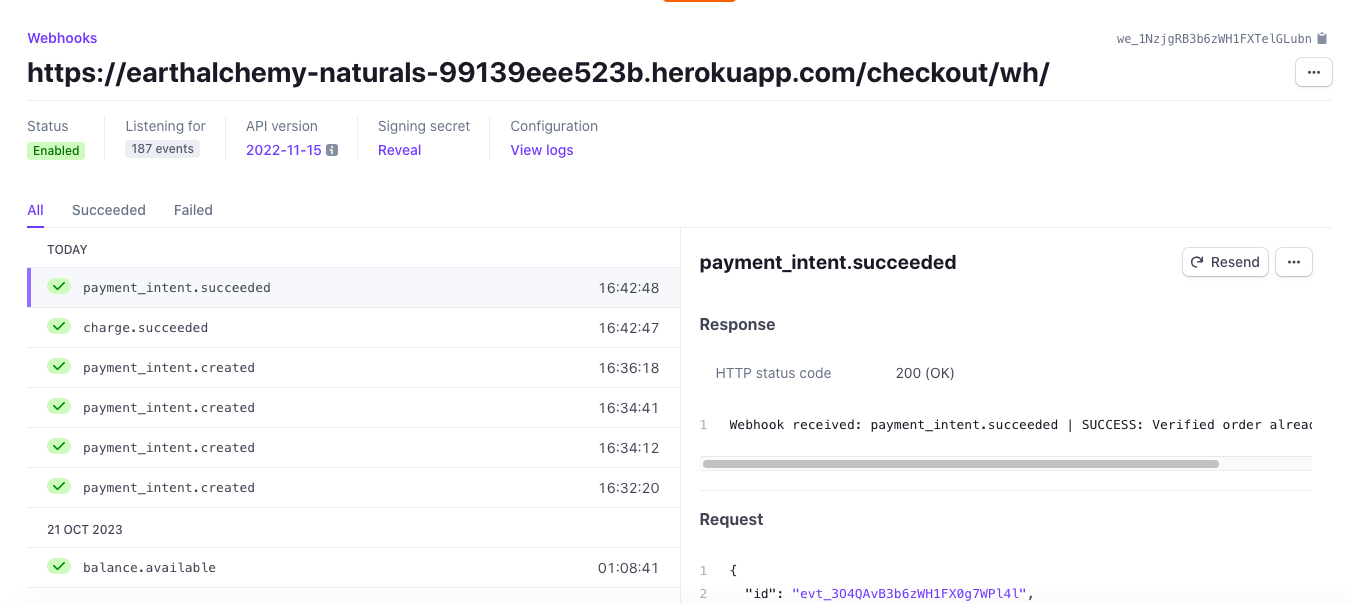 Webhooks
we_1NzjgRB3b6zWH1FXTelGLubn
https://earthalchemy-naturals-99139eee523b.herokuapp.com/checkout/wh/
Status Listening for API version Signing secret Configuration
Enabled 187 events 2022-11-15 Reveal View logs
All Succeeded Failed
TODAY
payment_intent.succeeded 16:42:48
charge.succeeded 16:42:47
payment_intent.created 16:36:18
payment_intent.created 16:34:41
payment_intent.created 16:34:12
payment_intent.created 16:32:20
21 OCT 2023
balance.available 01:08:41
payment_intent.succeeded
Resend
Response
HTTP status code 200 (OK)
1 Webhook received: payment_intent.succeeded | SUCCESS: Verified order alreac
Request
1 {
2 "id": "evt_3O4QAvB3b6zWH1FX0g7WPl4l",